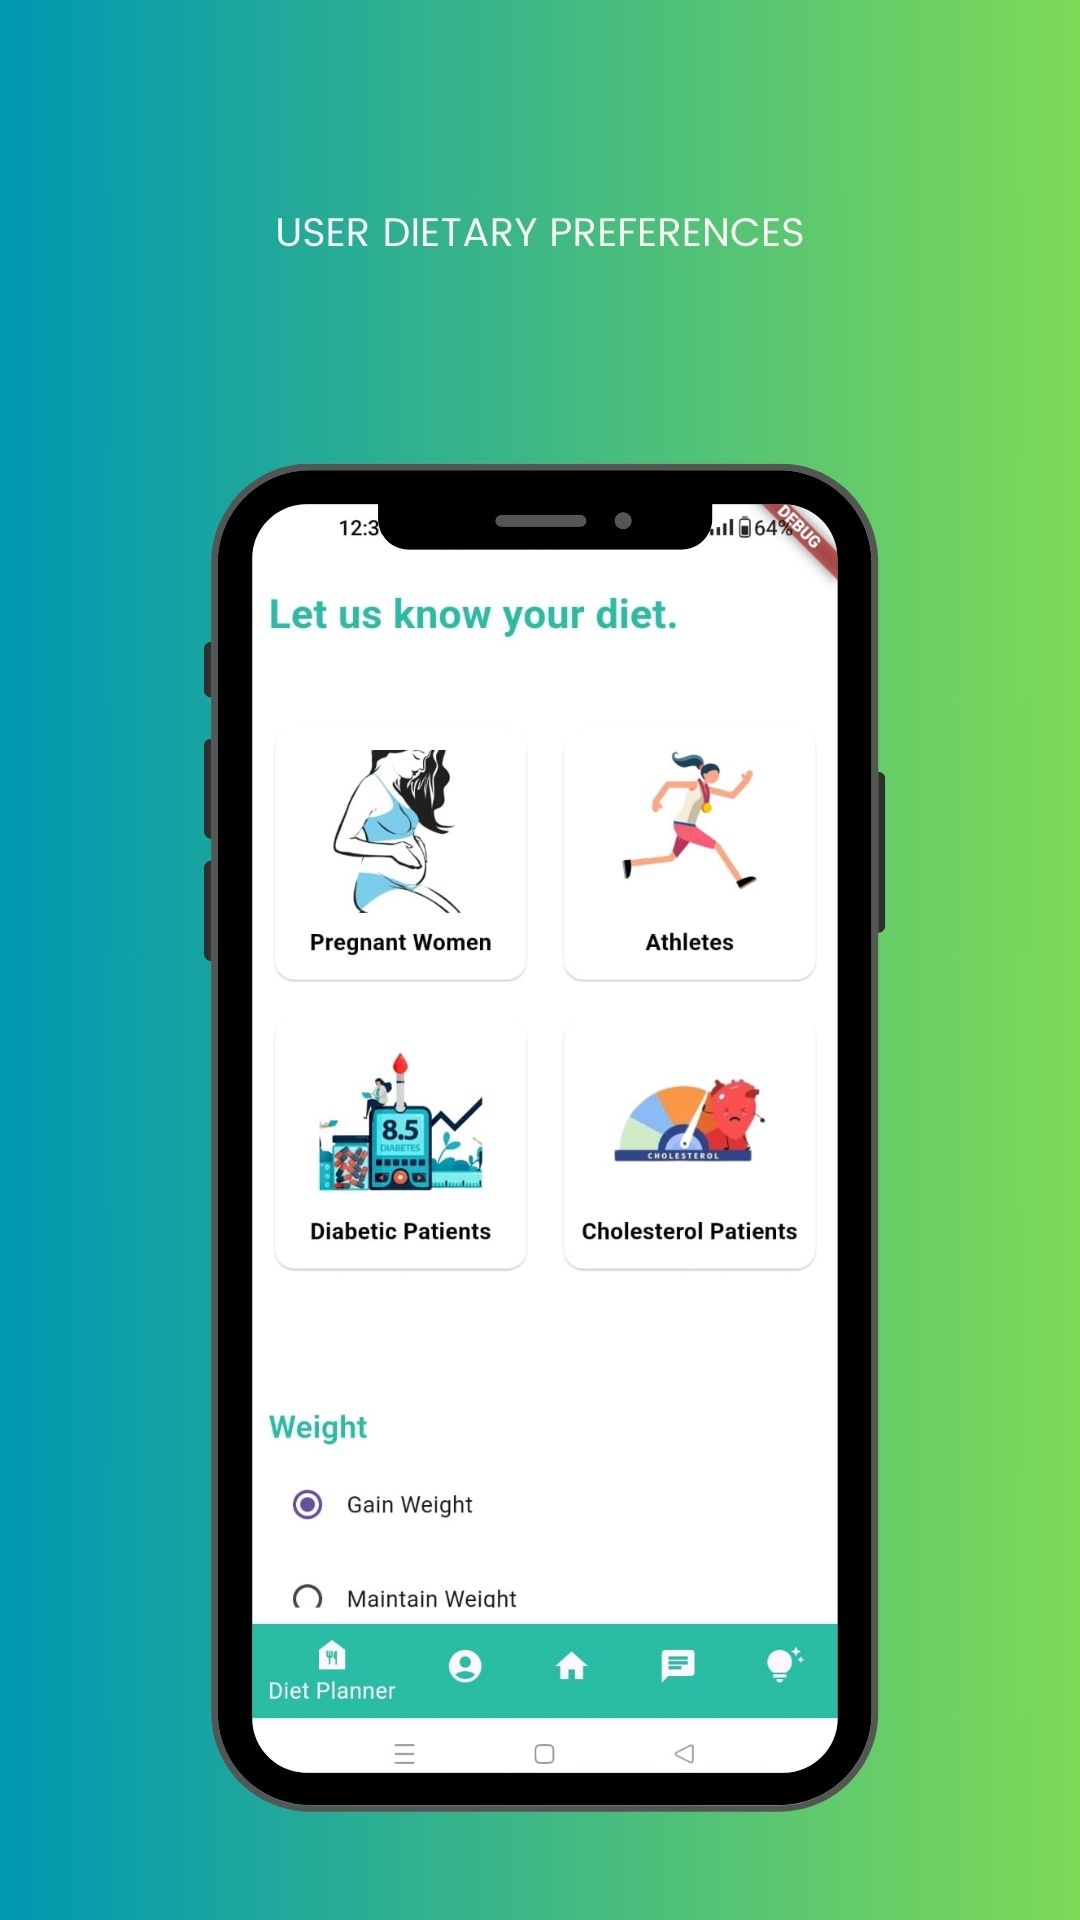 USER DIETARY PREFERENCES
12:3
64%
DEBUG
Let us know your diet.
Pregnant Women
Athletes
8.5
DIABETES
CHOLESTEROL
Diabetic Patients
Cholesterol Patients
Weight
Gain Weight
Maintain Weight
Diet Planner